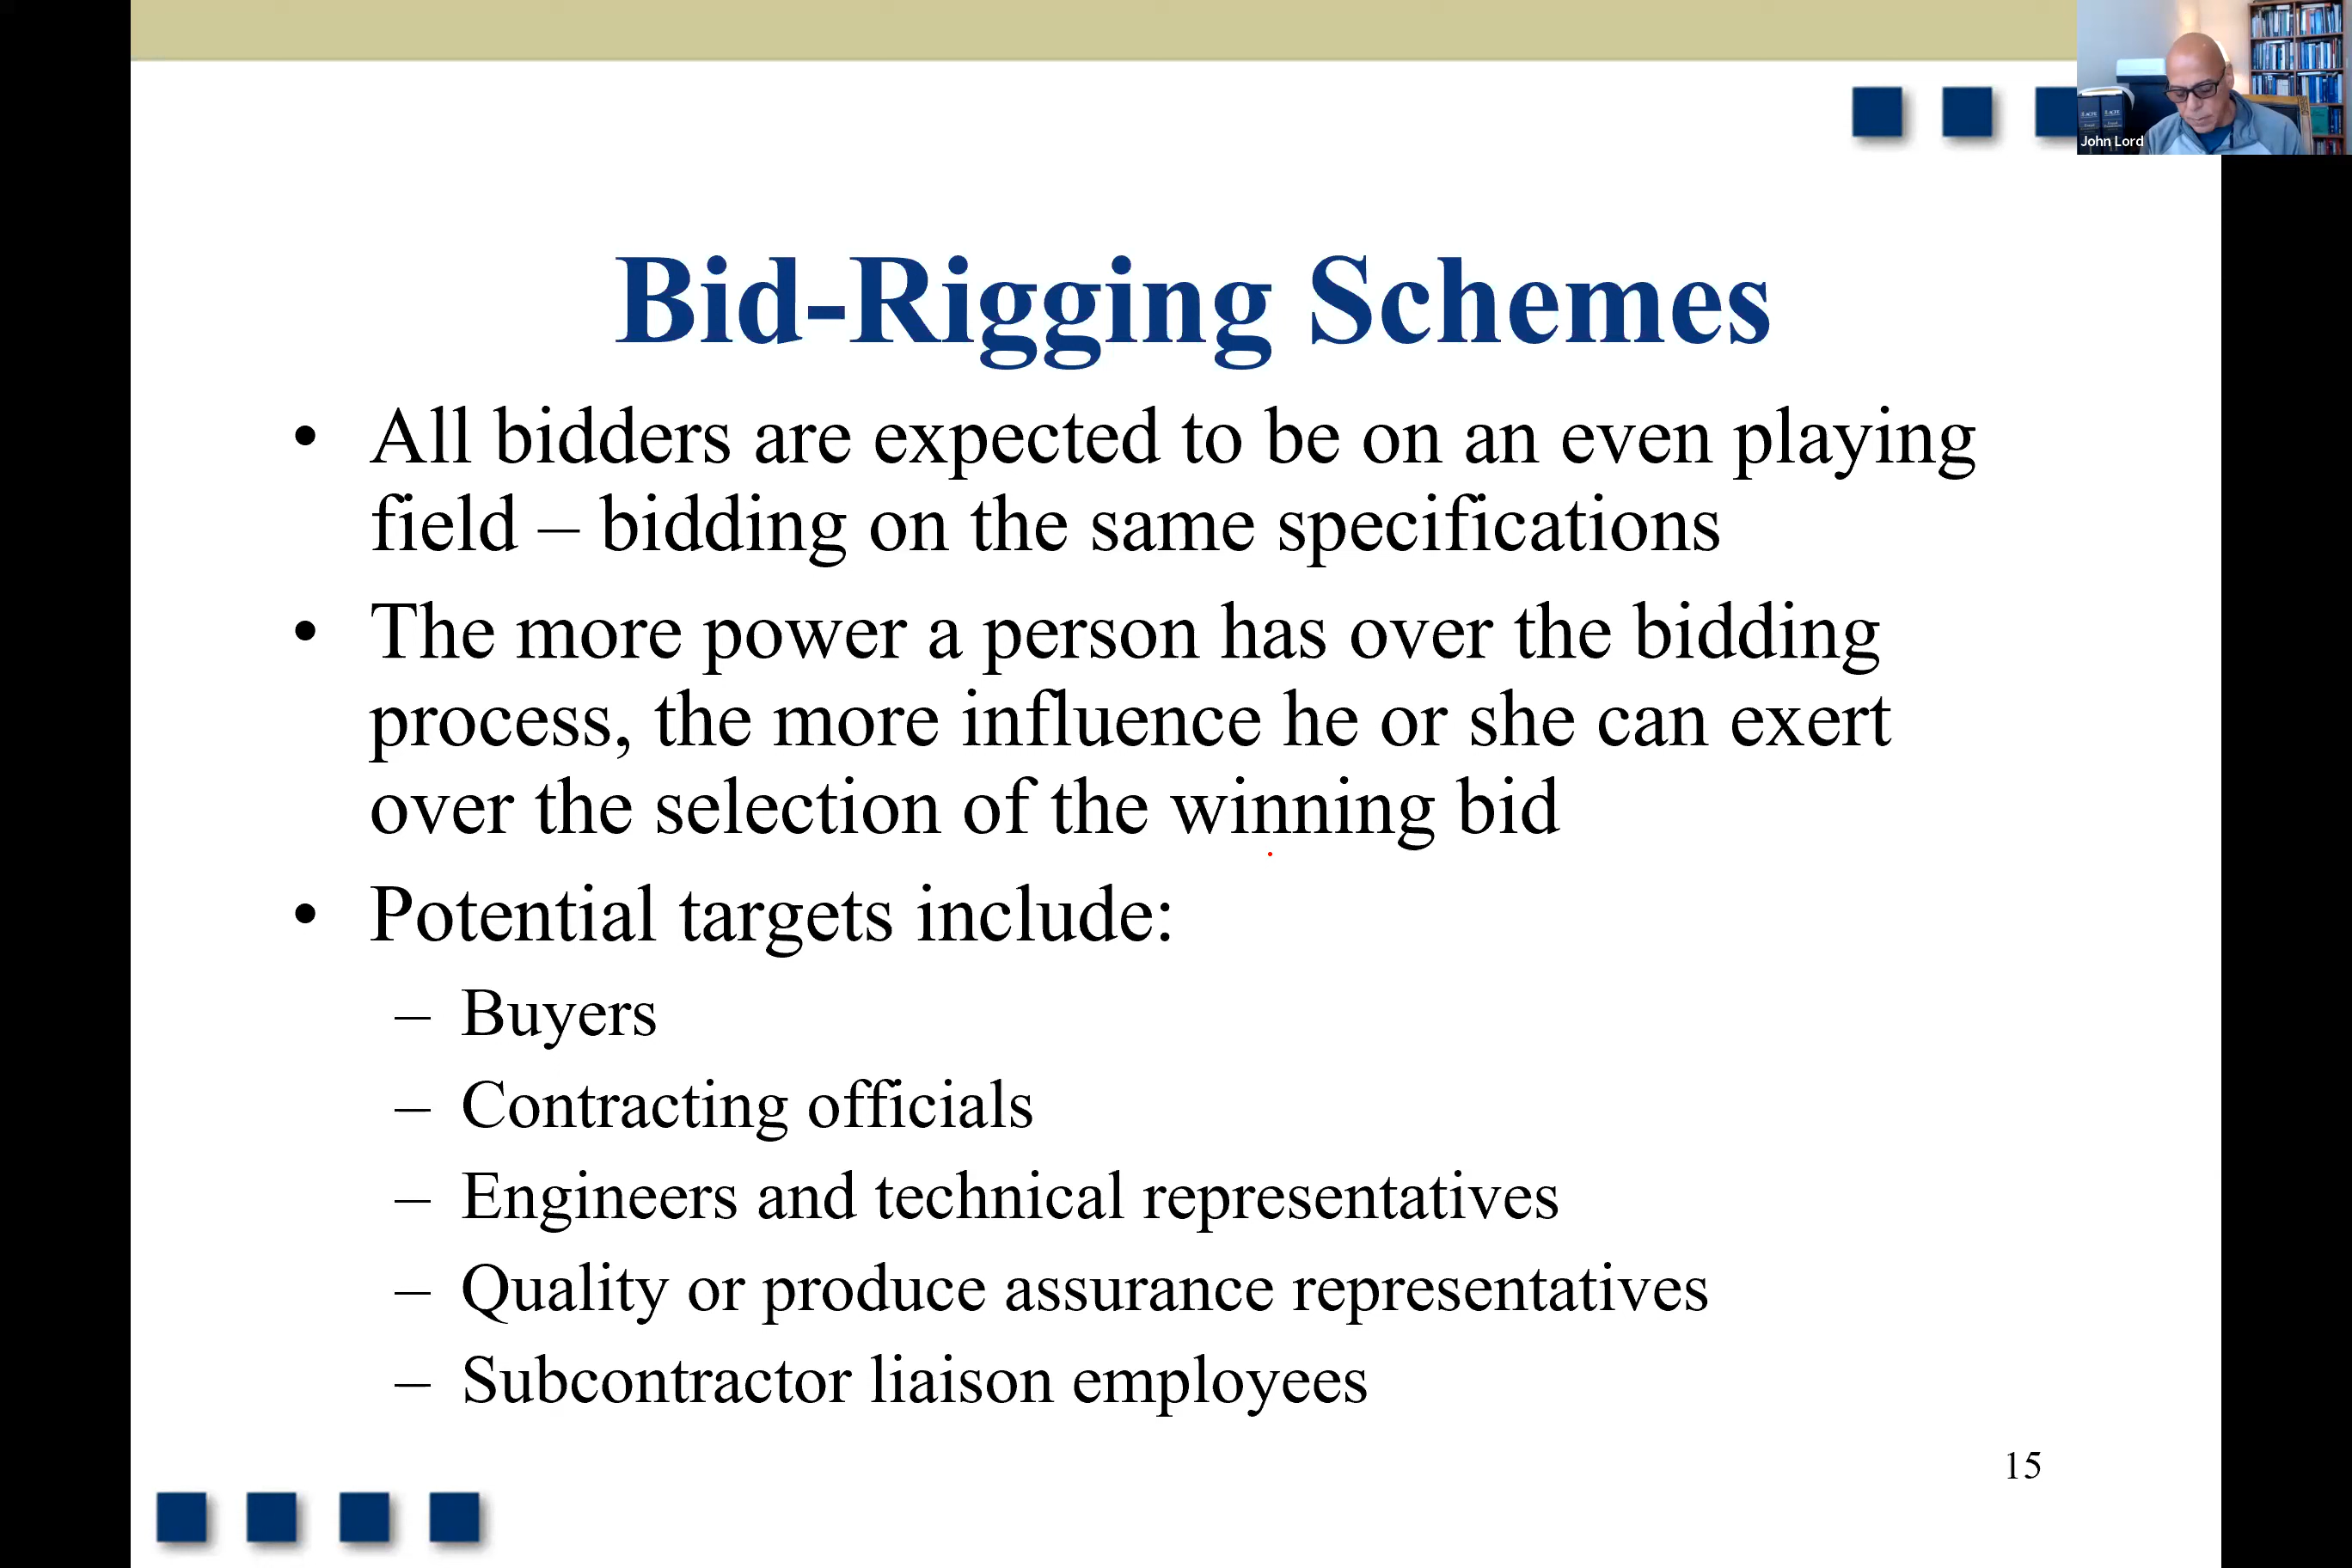 John Lord
Bid-Rigging Schemes
• All bidders are expected to be on an even playing
field – bidding on the same specifications
• The more power a person has over the bidding
process, the more influence he or she can exert
over the selection of the winning bid
• Potential targets include:
– Buyers
– Contracting officials
– Engineers and technical representatives
– Quality or produce assurance representatives
– Subcontractor liaison employees
15